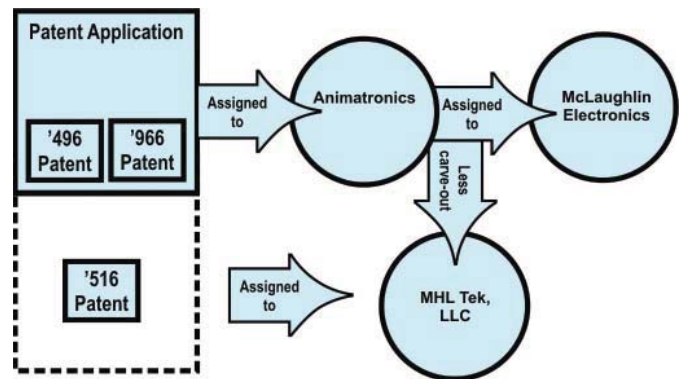 Patent Application
'496
Patent
'966
Patent
Assigned
to
Animatronics
Assigned
to
McLaughlin
Electronics
Less
carve-out
'516
Patent
Assigned
to
MHL Tek,
LLC